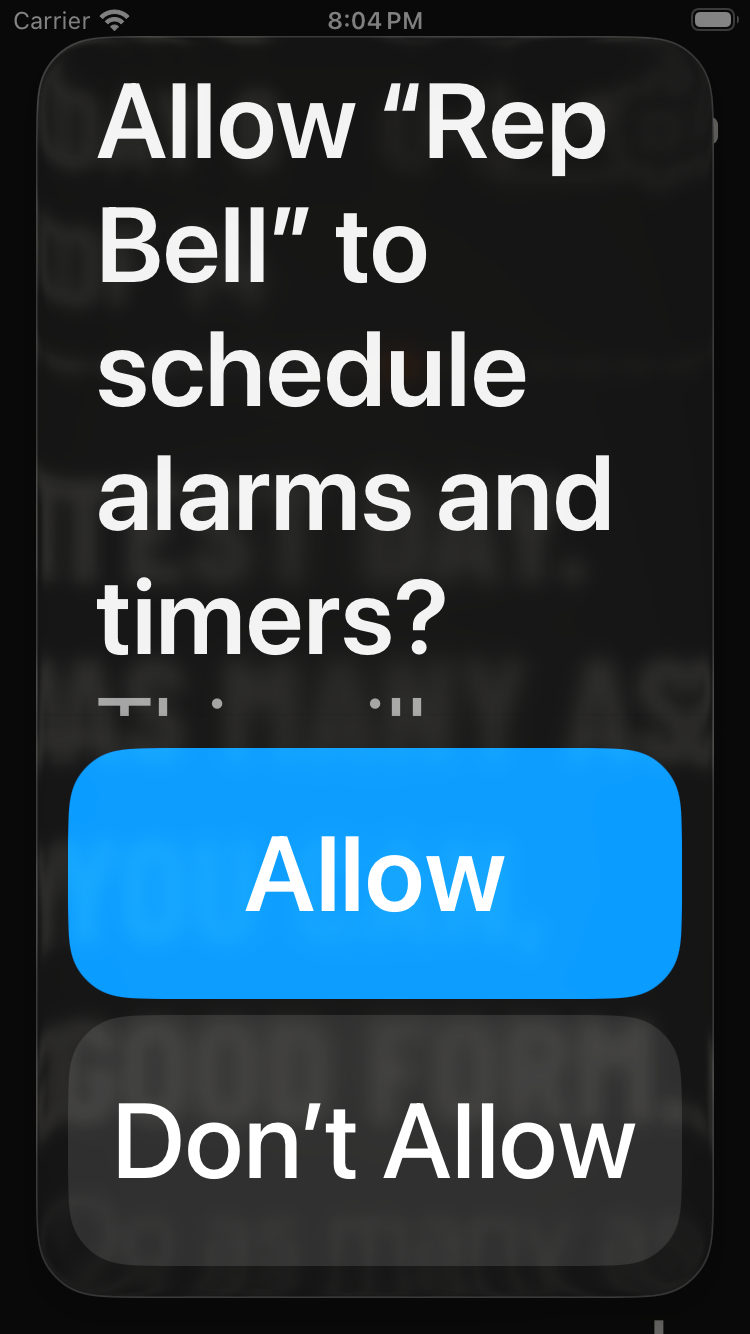 Carrier 8:04 PM
Allow “Rep
Bell” to
schedule
alarms and
timers?
Allow
Don’t Allow